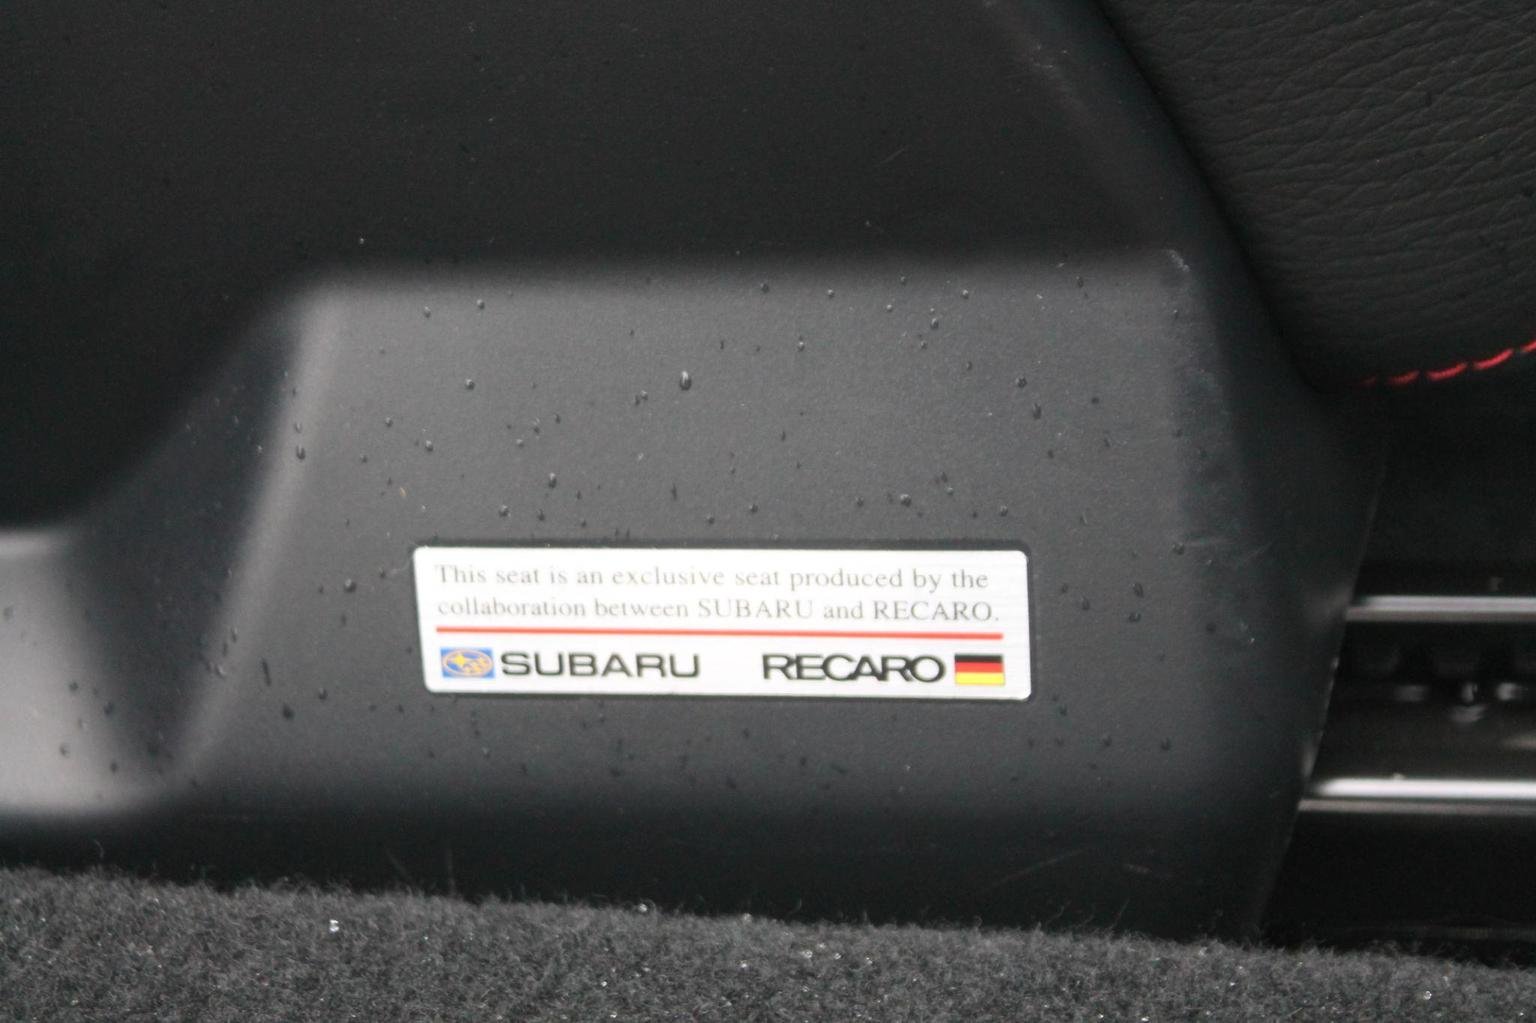 This seat is an exclusive seat produced by the
collaboration between SUBARU and RECARO.
SUBARU RECARO